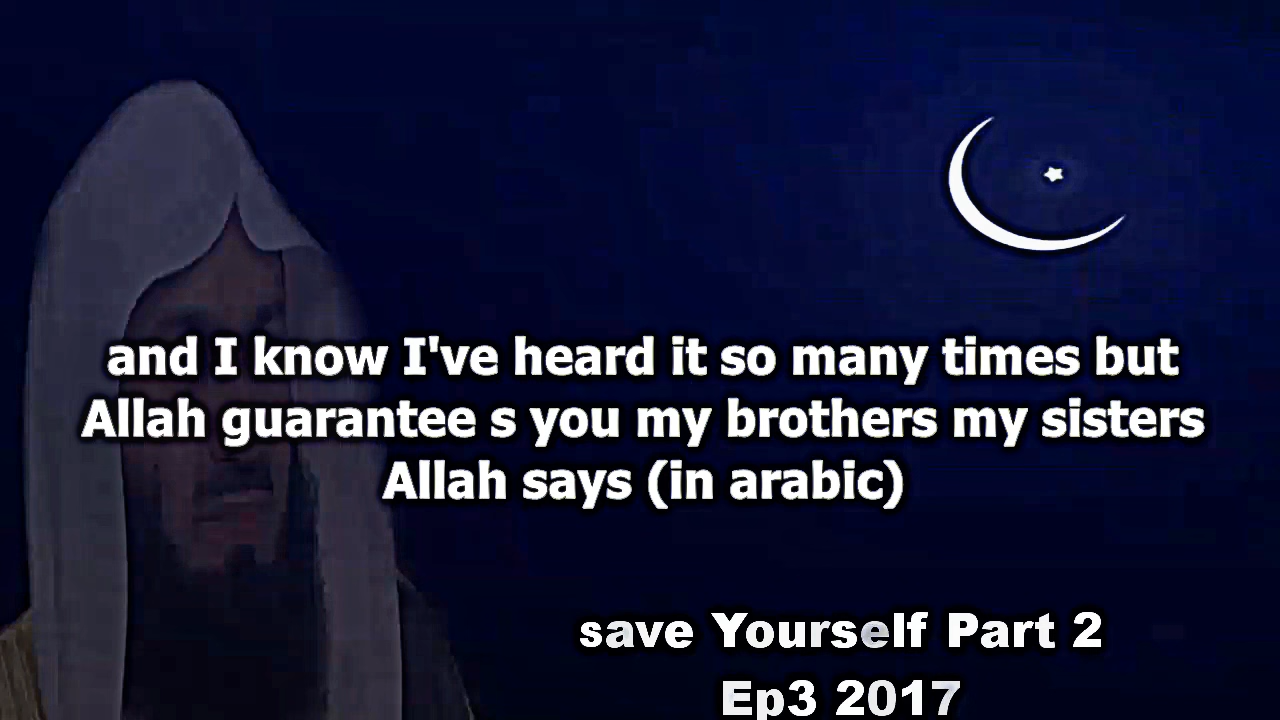 and I know I've heard it so many times but
Allah guarantee s you my brothers my sisters
Allah says (in arabic)
save Yourself Part 2
Ep3 2017